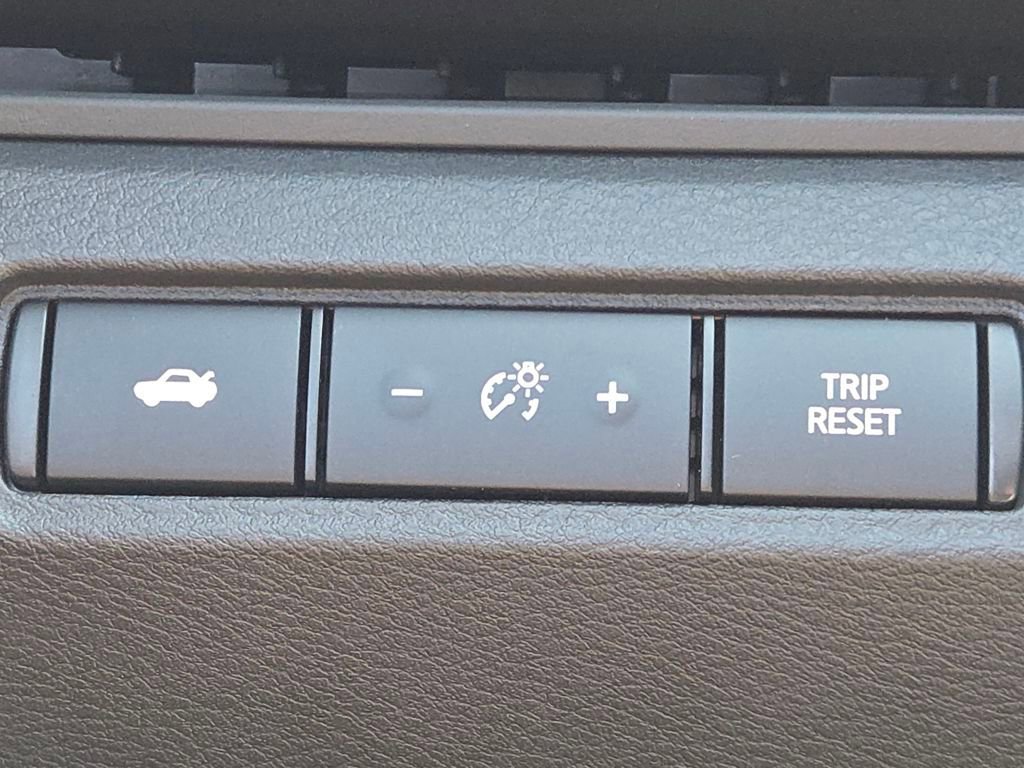 - +
TRIP
RESET